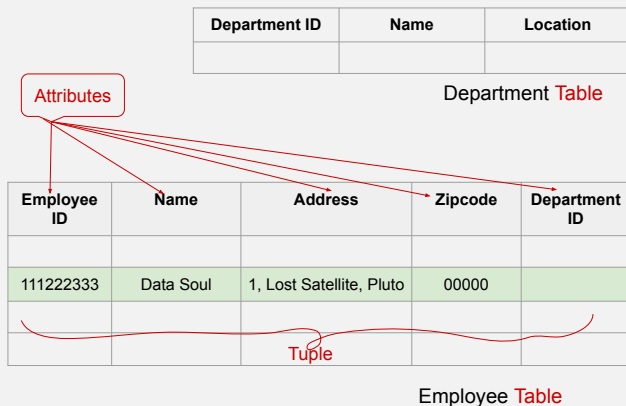 Department ID Name Location
Department Table
Attributes
Employee ID Name Address Zipcode Department ID
111222333 Data Soul 1, Lost Satellite, Pluto 00000
Tuple
Employee Table